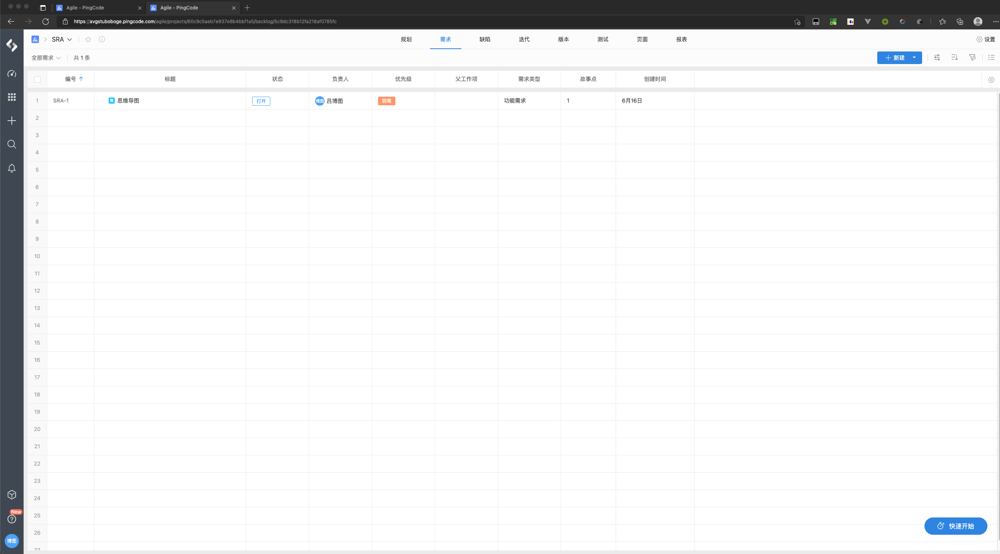 Agile - PingCode
Agile - PingCode
https://avgstuboboge.pingcode.com/agile/projects/60c9c5aeb7e937e8b4bbf1a5/backlog/5c9dc318b12fa218af0785fc
SRA 规划 需求 缺陷 迭代 版本 测试 页面 报表 设置
全部需求 共 1 条 新建
编号 标题 状态 负责人 优先级 父工作项 需求类型 故事点 创建时间
1 SRA-1 思维导图 打开 博图 吕博图 较高 功能需求 1 6月16日
2
3
4
5
6
7
8
9
10
11
12
13
14
15
16
17
18
19
20
21
22
23
24
New
25
快速开始
26
博图
27